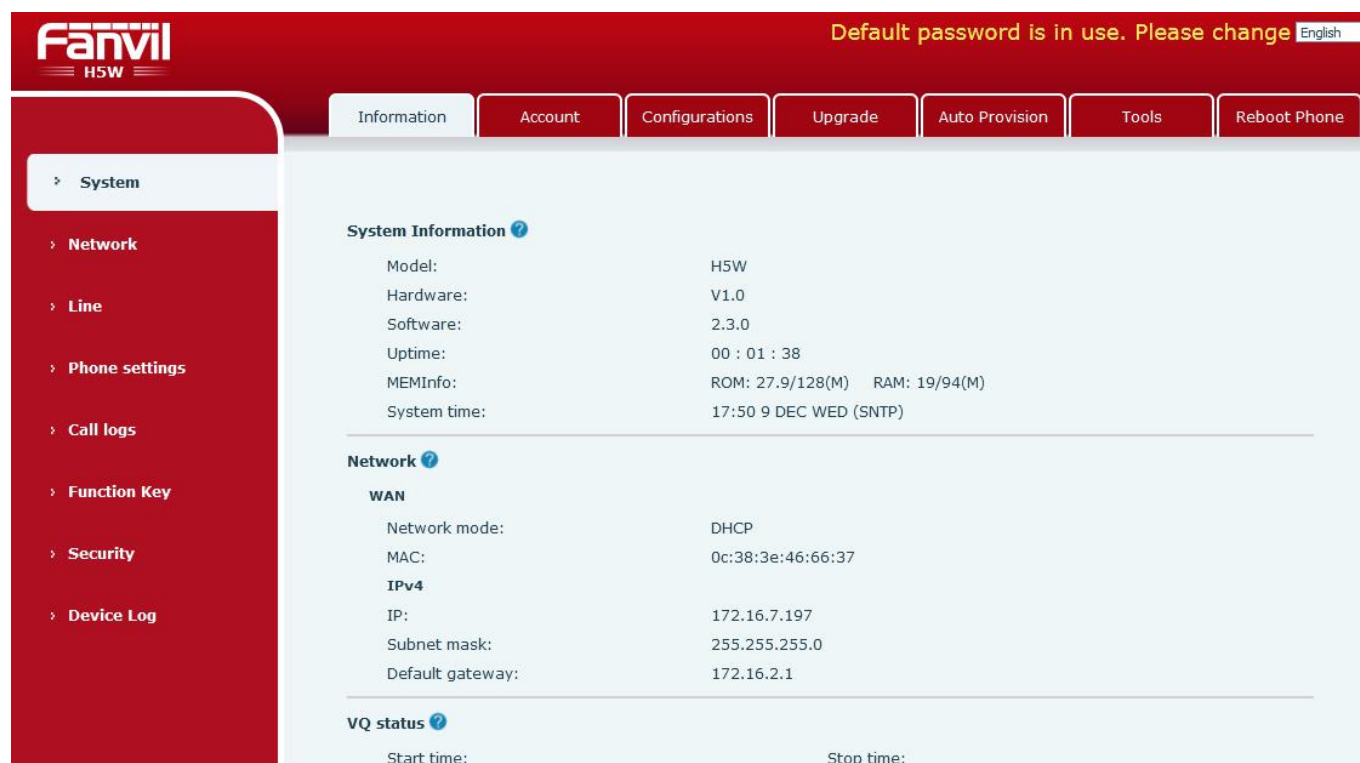 Fanvil
H5W
Default password is in use. Please change English
Information Account Configurations Upgrade Auto Provision Tools Reboot Phone
System
Network
Line
Phone settings
Call logs
Function Key
Security
Device Log
System Information
Model: H5W
Hardware: V1.0
Software: 2.3.0
Uptime: 00 : 01 : 38
MEMInfo: ROM: 27.9/128(M) RAM: 19/94(M)
System time: 17:50 9 DEC WED (SNTP)
Network
WAN
Network mode: DHCP
MAC: 0c:38:3e:46:66:37
IPv4
IP: 172.16.7.197
Subnet mask: 255.255.255.0
Default gateway: 172.16.2.1
VQ status
Start time: Stop time: